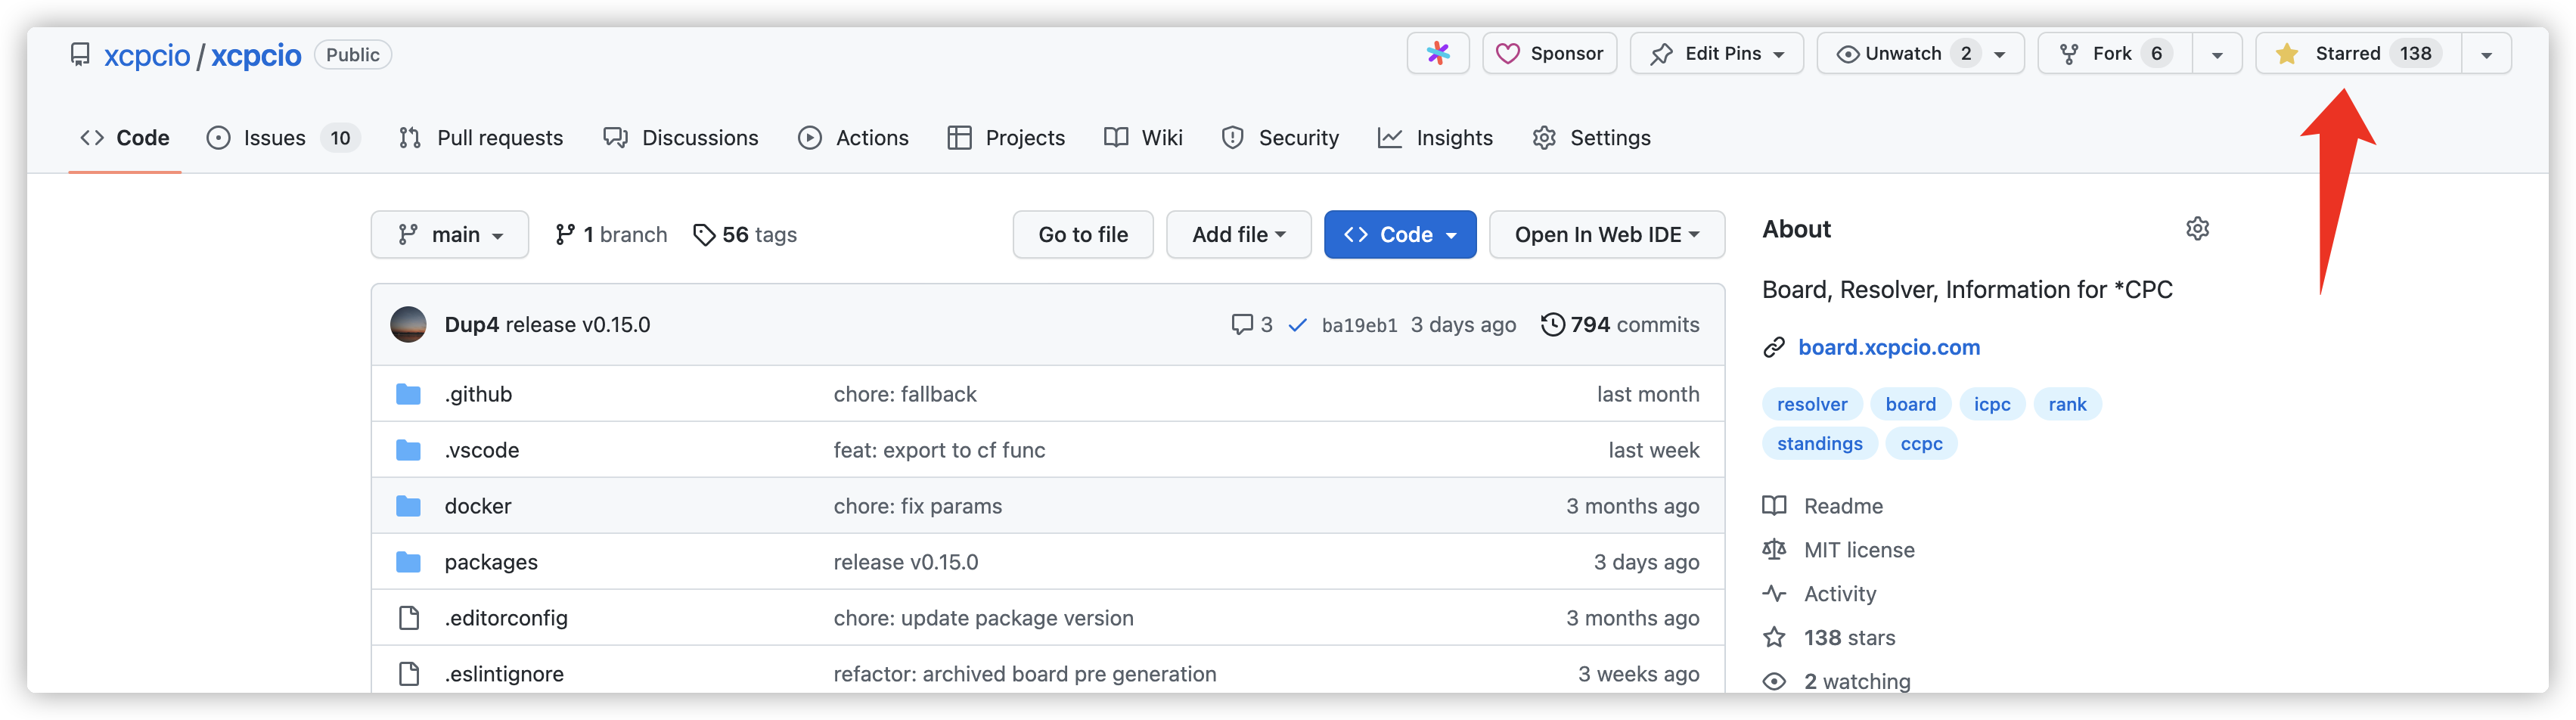 xcpcio / xcpcio Public Sponsor Edit Pins Unwatch 2 Fork 6 Starred 138
Code Issues 10 Pull requests Discussions Actions Projects Wiki Security Insights Settings
main 1 branch 56 tags Go to file Add file Code Open In Web IDE
Dup4 release v0.15.0 3 ba19eb1 3 days ago 794 commits
.github chore: fallback last month
.vscode feat: export to cf func last week
docker chore: fix params 3 months ago
packages release v0.15.0 3 days ago
.editorconfig chore: update package version 3 months ago
.eslintignore refactor: archived board pre generation 3 weeks ago
About
Board, Resolver, Information for *CPC
board.xcpcio.com
resolver board icpc rank
standings ccpc
Readme
MIT license
Activity
138 stars
2 watching